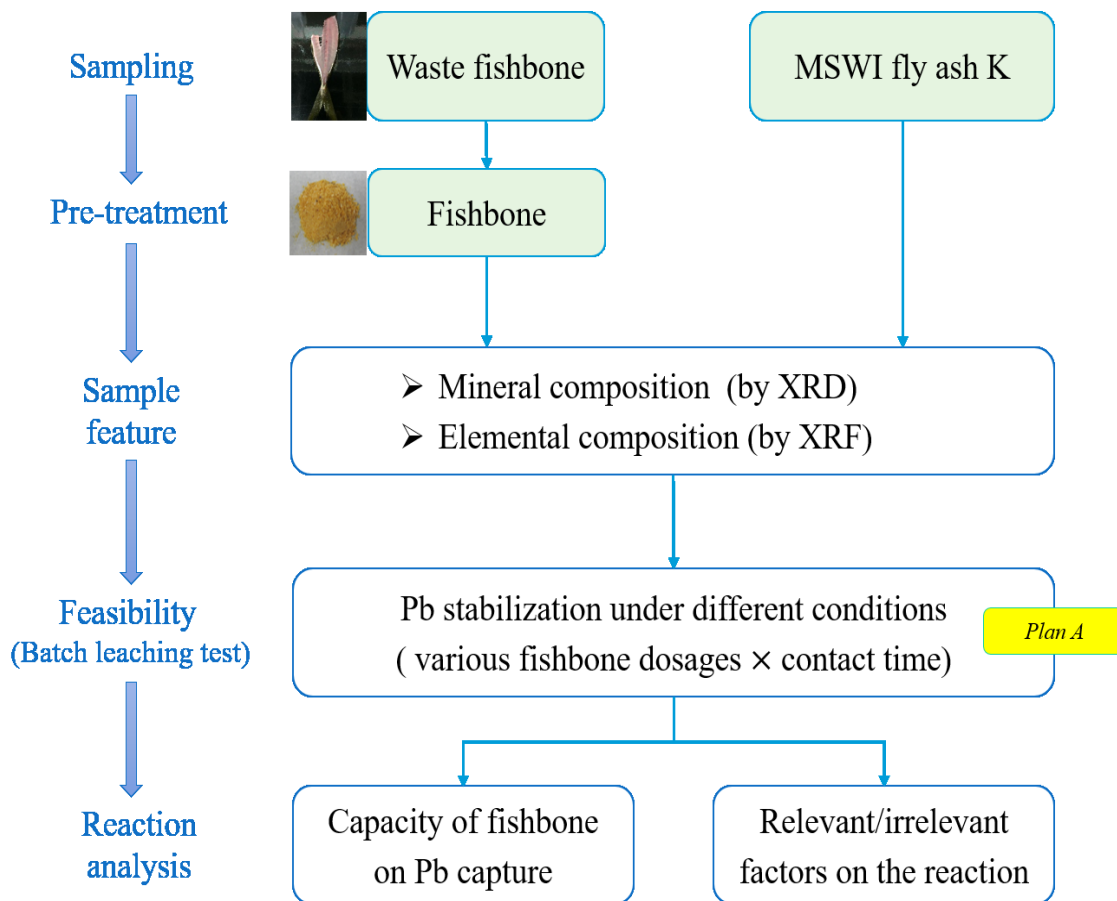 Sampling
Waste fishbone
MSWI fly ash K
Pre-treatment
Fishbone
Sample
feature
➢ Mineral composition (by XRD)
➢ Elemental composition (by XRF)
Feasibility
(Batch leaching test)
Pb stabilization under different conditions
( various fishbone dosages × contact time)
Plan A
Reaction
analysis
Capacity of fishbone
on Pb capture
Relevant/irrelevant
factors on the reaction